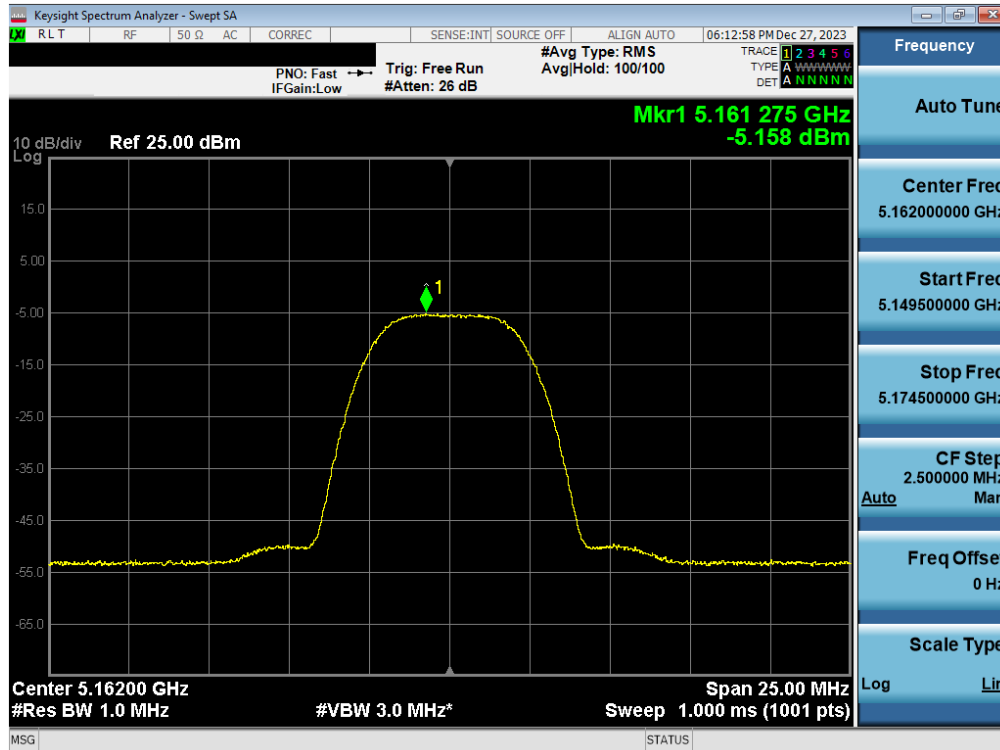 Keysight Spectrum Analyzer - Swept SA
LXI RLT RF 50 Ω AC CORREC SENSE:INT SOURCE OFF ALIGN AUTO 06:12:58 PM Dec 27, 2023
PNO: Fast
IFGain:Low
Trig: Free Run
#Atten: 26 dB
#Avg Type: RMS
Avg|Hold: 100/100
TRACE 1 2 3 4 5 6
TYPE A WWWWW
DET A N N N N N
Mkr1 5.161 275 GHz
-5.158 dBm
10 dB/div Ref 25.00 dBm
Log
15.0
5.00
1
-5.00
-15.0
-25.0
-35.0
-45.0
-55.0
-65.0
Center 5.16200 GHz Span 25.00 MHz
#Res BW 1.0 MHz #VBW 3.0 MHz* Sweep 1.000 ms (1001 pts)
MSG STATUS
Frequency
Auto Tune
Center Freq
5.162000000 GHz
Start Freq
5.149500000 GHz
Stop Freq
5.174500000 GHz
CF Step
2.500000 MHz
Auto Man
Freq Offset
0 Hz
Scale Type
Log Lin